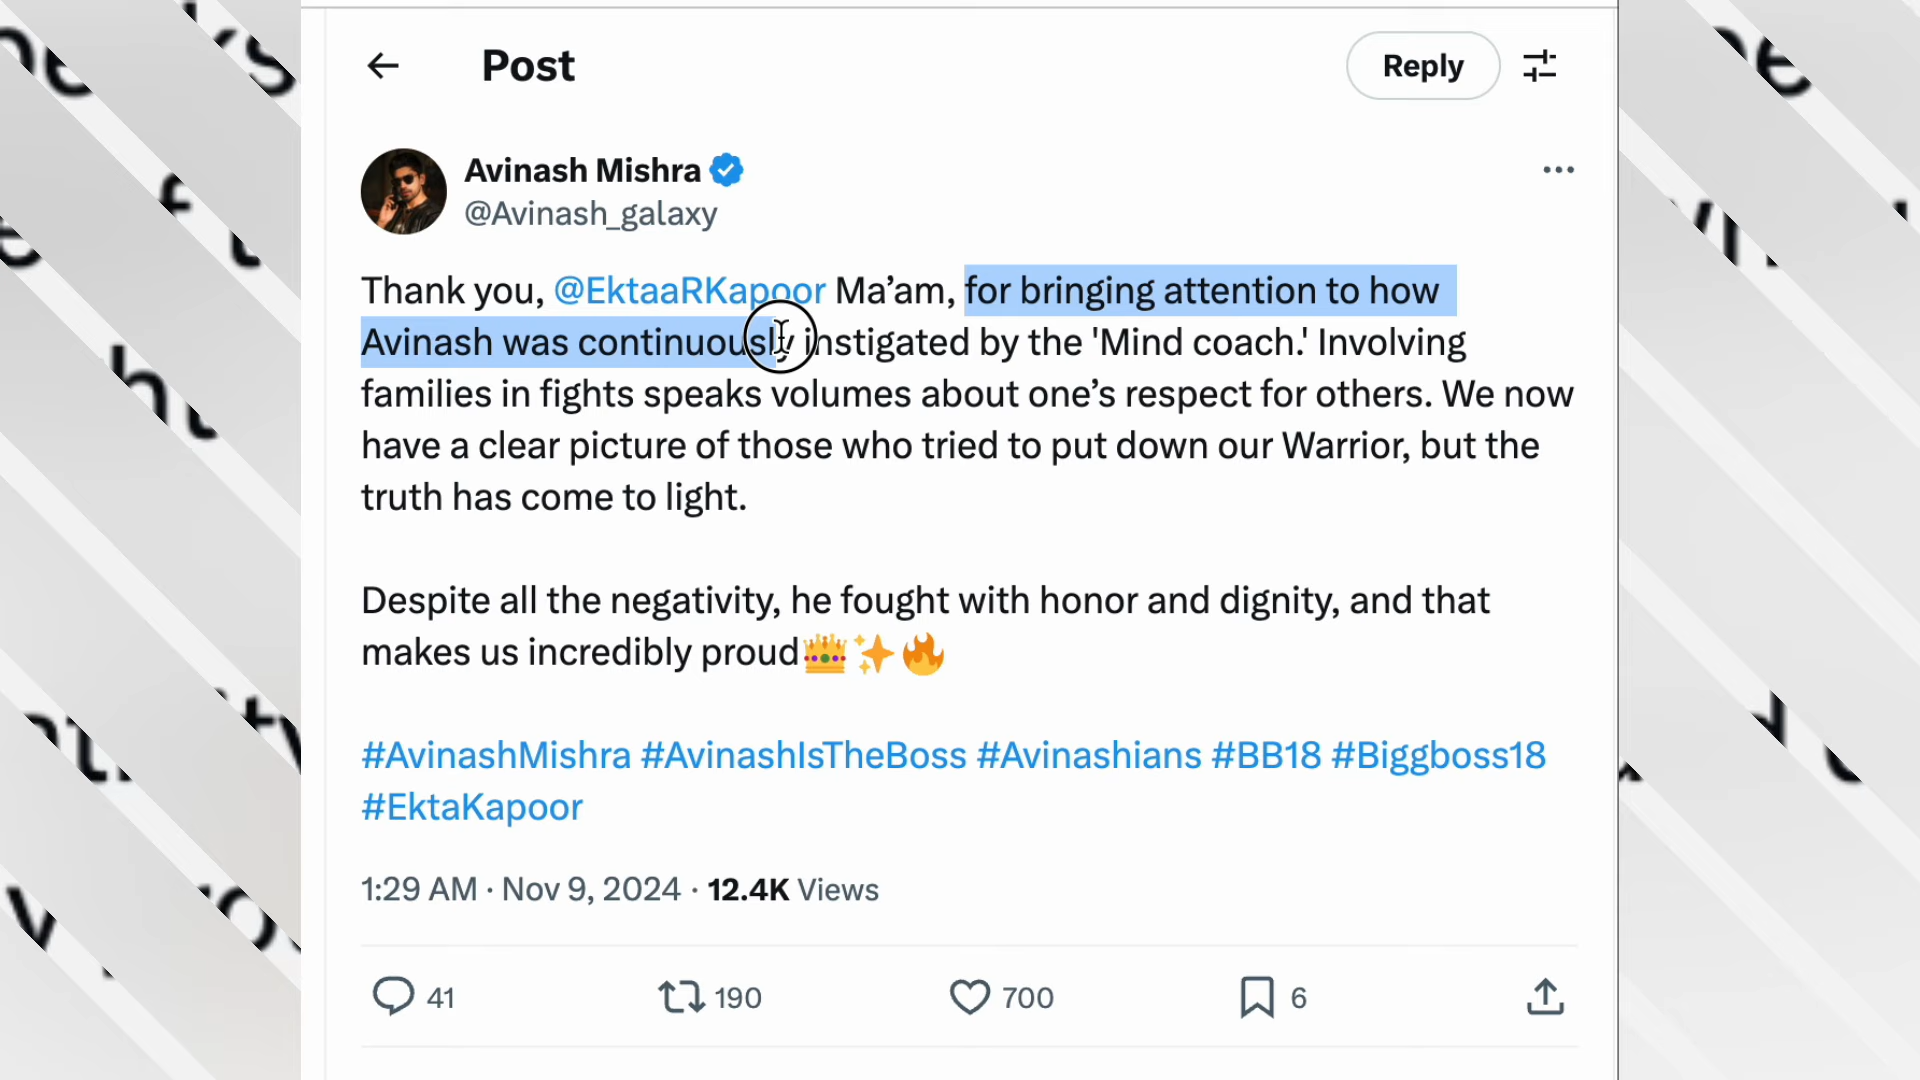 Post
Reply
Avinash Mishra
@Avinash_galaxy
Thank you, @EktaaRKapoor Ma’am, for bringing attention to how
Avinash was continuously instigated by the 'Mind coach.' Involving
families in fights speaks volumes about one’s respect for others. We now
have a clear picture of those who tried to put down our Warrior, but the
truth has come to light.
Despite all the negativity, he fought with honor and dignity, and that
makes us incredibly proud👑✨🔥
#AvinashMishra #AvinashIsTheBoss #Avinashians #BB18 #Biggboss18
#EktaKapoor
1:29 AM · Nov 9, 2024 · 12.4K Views
41 190 700 6